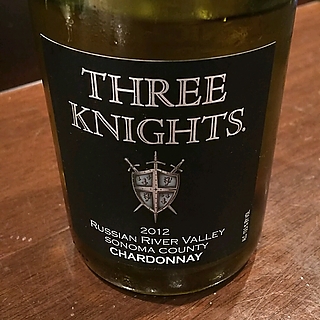 THREE
KNIGHTS
2012
RUSSIAN RIVER VALLEY
SONOMA COUNTY
CHARDONNAY